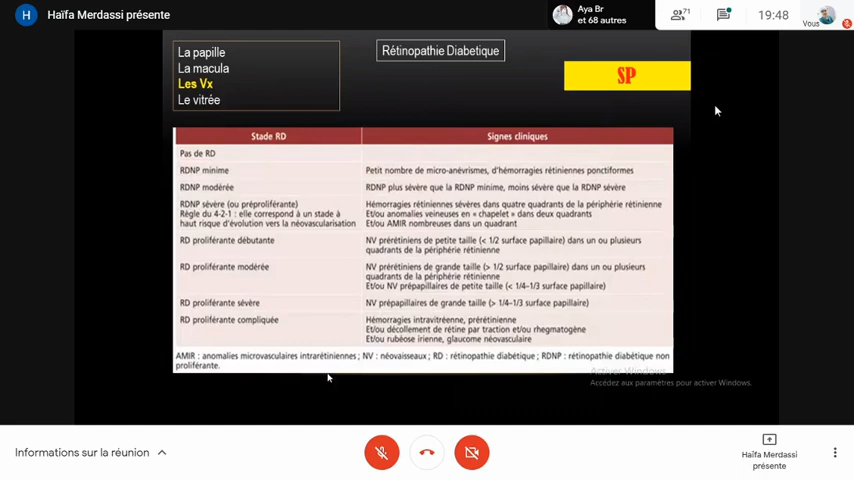 H Haïfa Merdassi présente
Aya Br
et 68 autres
71
19:48
Vous
La papille
La macula
Les Vx
Le vitrée
Rétinopathie Diabetique
SP
Stade RD Signes cliniques
Pas de RD
RDNP minime Petit nombre de micro-anévrismes, d'hémorragies rétiniennes ponctiformes
RDNP modérée RDNP plus sévère que la RDNP minime, moins sévère que la RDNP sévère
RDNP sévère (ou préproliférante) Hémorragies rétiniennes sévères dans quatre quadrants de la périphérie rétinienne
Règle du 4-2-1 : elle correspond à un stade à Et/ou anomalies veineuses en « chapelet » dans deux quadrants
haut risque d'évolution vers la néovascularisation Et/ou AMIR nombreuses dans un quadrant
RD proliférante débutante NV prérétiniens de petite taille (< 1/2 surface papillaire) dans un ou plusieurs
quadrants de la périphérie rétinienne
RD proliférante modérée NV prérétiniens de grande taille (> 1/2 surface papillaire) dans un ou plusieurs
quadrants de la périphérie rétinienne
Et/ou NV prépapillaires de petite taille (< 1/4–1/3 surface papillaire)
RD proliférante sévère NV prépapillaires de grande taille (> 1/4–1/3 surface papillaire)
RD proliférante compliquée Hémorragies intravitréenne, prérétinienne
Et/ou décollement de rétine par traction et/ou rhegmatogène
Et/ou rubéose irienne, glaucome néovasculaire
AMIR : anomalies microvasculaires intrarétiniennes ; NV : néovaisseaux ; RD : rétinopathie diabétique ; RDNP : rétinopathie diabétique non
proliférante.
Activer Windows
Accédez aux paramètres pour activer Windows.
Informations sur la réunion
Haïfa Merdassi
présente